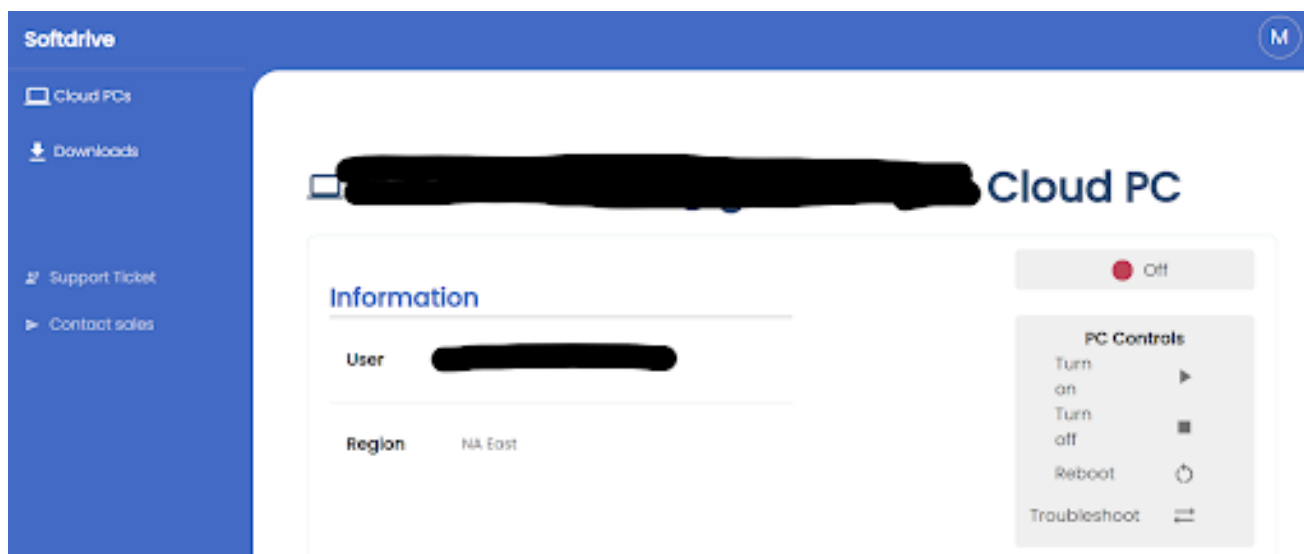 Softdrive
M
Cloud PCs
Downloads
Support Ticket
Contact sales
Cloud PC
Information
User
Region NA East
Off
PC Controls
Turn
on
Turn
off
Reboot
Troubleshoot